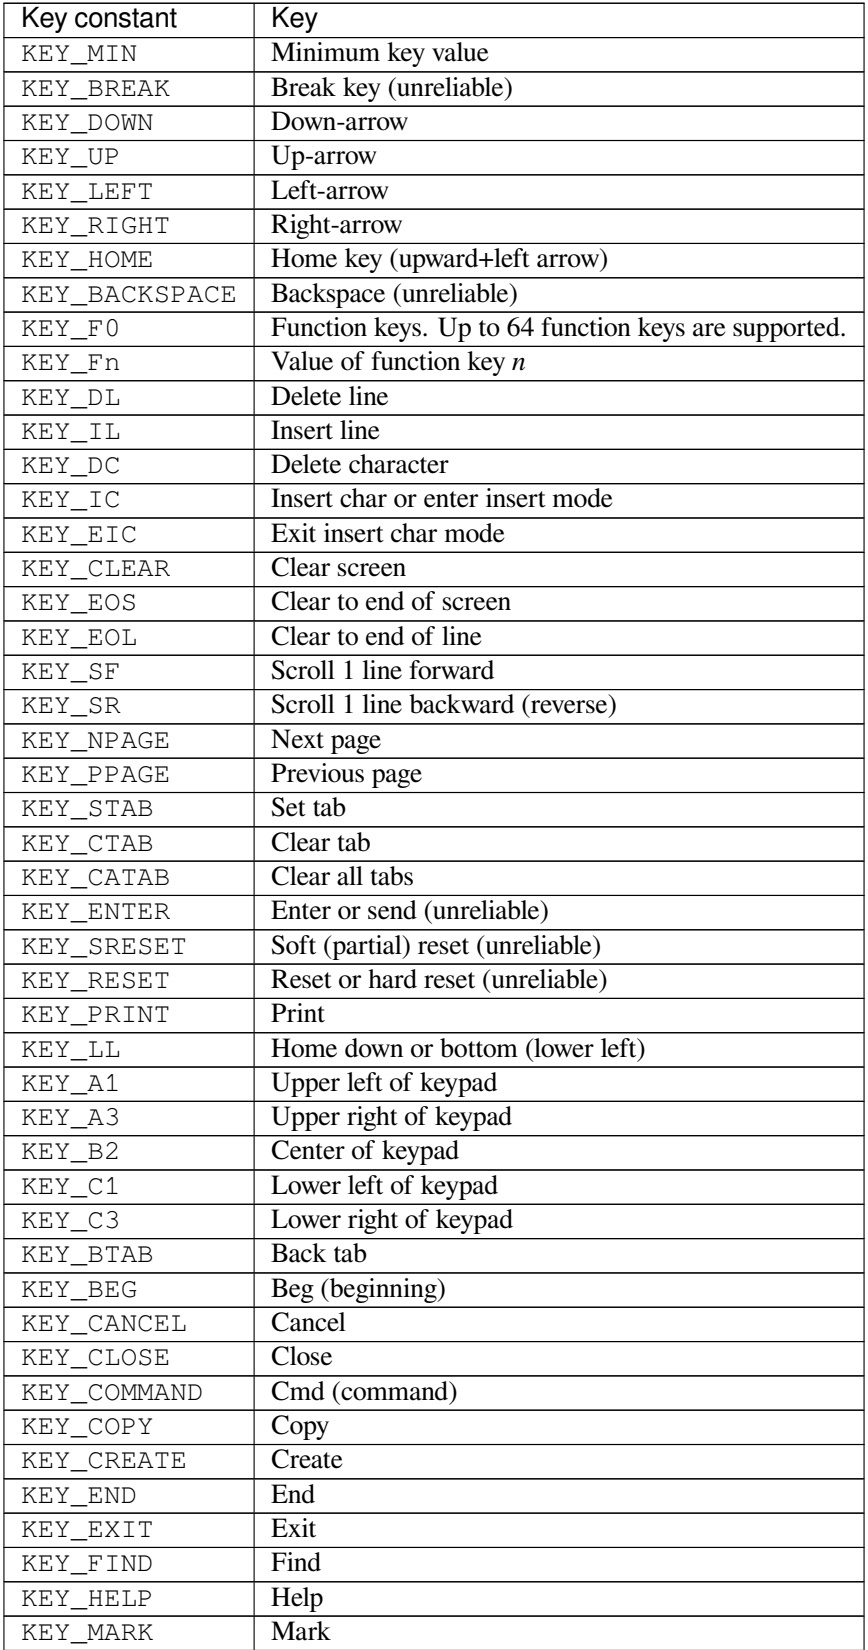 Key constant Key
KEY_MIN Minimum key value
KEY_BREAK Break key (unreliable)
KEY_DOWN Down-arrow
KEY_UP Up-arrow
KEY_LEFT Left-arrow
KEY_RIGHT Right-arrow
KEY_HOME Home key (upward+left arrow)
KEY_BACKSPACE Backspace (unreliable)
KEY_F0 Function keys. Up to 64 function keys are supported.
KEY_Fn Value of function key n
KEY_DL Delete line
KEY_IL Insert line
KEY_DC Delete character
KEY_IC Insert char or enter insert mode
KEY_EIC Exit insert char mode
KEY_CLEAR Clear screen
KEY_EOS Clear to end of screen
KEY_EOL Clear to end of line
KEY_SF Scroll 1 line forward
KEY_SR Scroll 1 line backward (reverse)
KEY_NPAGE Next page
KEY_PPAGE Previous page
KEY_STAB Set tab
KEY_CTAB Clear tab
KEY_CATAB Clear all tabs
KEY_ENTER Enter or send (unreliable)
KEY_SRESET Soft (partial) reset (unreliable)
KEY_RESET Reset or hard reset (unreliable)
KEY_PRINT Print
KEY_LL Home down or bottom (lower left)
KEY_A1 Upper left of keypad
KEY_A3 Upper right of keypad
KEY_B2 Center of keypad
KEY_C1 Lower left of keypad
KEY_C3 Lower right of keypad
KEY_BTAB Back tab
KEY_BEG Beg (beginning)
KEY_CANCEL Cancel
KEY_CLOSE Close
KEY_COMMAND Cmd (command)
KEY_COPY Copy
KEY_CREATE Create
KEY_END End
KEY_EXIT Exit
KEY_FIND Find
KEY_HELP Help
KEY_MARK Mark